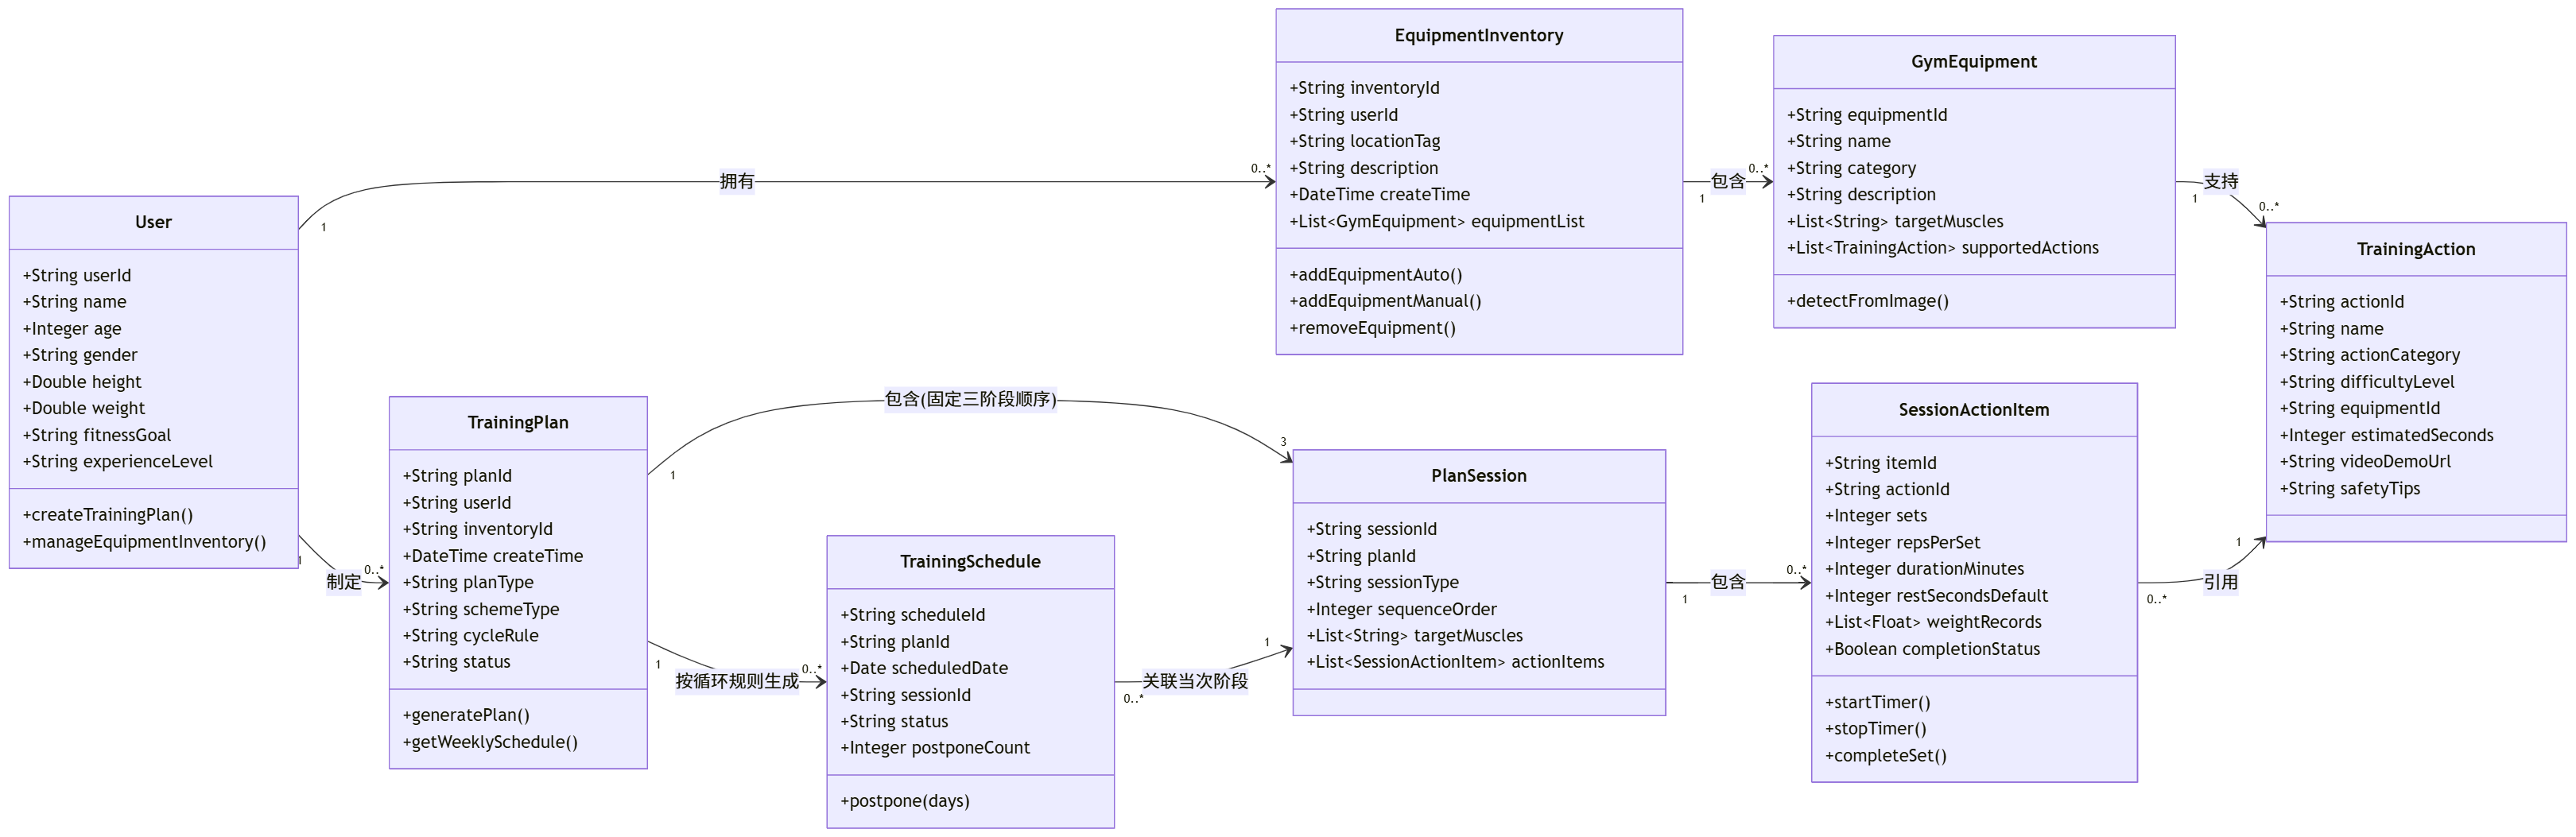 User
+String userId
+String name
+Integer age
+String gender
+Double height
+Double weight
+String fitnessGoal
+String experienceLevel
+createTrainingPlan()
+manageEquipmentInventory()
1
拥有
0..*
1
制定
0..*
EquipmentInventory
+String inventoryId
+String userId
+String locationTag
+String description
+DateTime createTime
+List<GymEquipment> equipmentList
+addEquipmentAuto()
+addEquipmentManual()
+removeEquipment()
1
包含
0..*
GymEquipment
+String equipmentId
+String name
+String category
+String description
+List<String> targetMuscles
+List<TrainingAction> supportedActions
+detectFromImage()
1
支持
0..*
TrainingAction
+String actionId
+String name
+String actionCategory
+String difficultyLevel
+String equipmentId
+Integer estimatedSeconds
+String videoDemoUrl
+String safetyTips
TrainingPlan
+String planId
+String userId
+String inventoryId
+DateTime createTime
+String planType
+String schemeType
+String cycleRule
+String status
+generatePlan()
+getWeeklySchedule()
1
包含(固定三阶段顺序)
3
1
按循环规则生成
0..*
TrainingSchedule
+String scheduleId
+String planId
+Date scheduledDate
+String sessionId
+String status
+Integer postponeCount
+postpone(days)
0..*
关联当次阶段
1
PlanSession
+String sessionId
+String planId
+String sessionType
+Integer sequenceOrder
+List<String> targetMuscles
+List<SessionActionItem> actionItems
1
包含
0..*
SessionActionItem
+String itemId
+String actionId
+Integer sets
+Integer repsPerSet
+Integer durationMinutes
+Integer restSecondsDefault
+List<Float> weightRecords
+Boolean completionStatus
+startTimer()
+stopTimer()
+completeSet()
0..*
引用
1